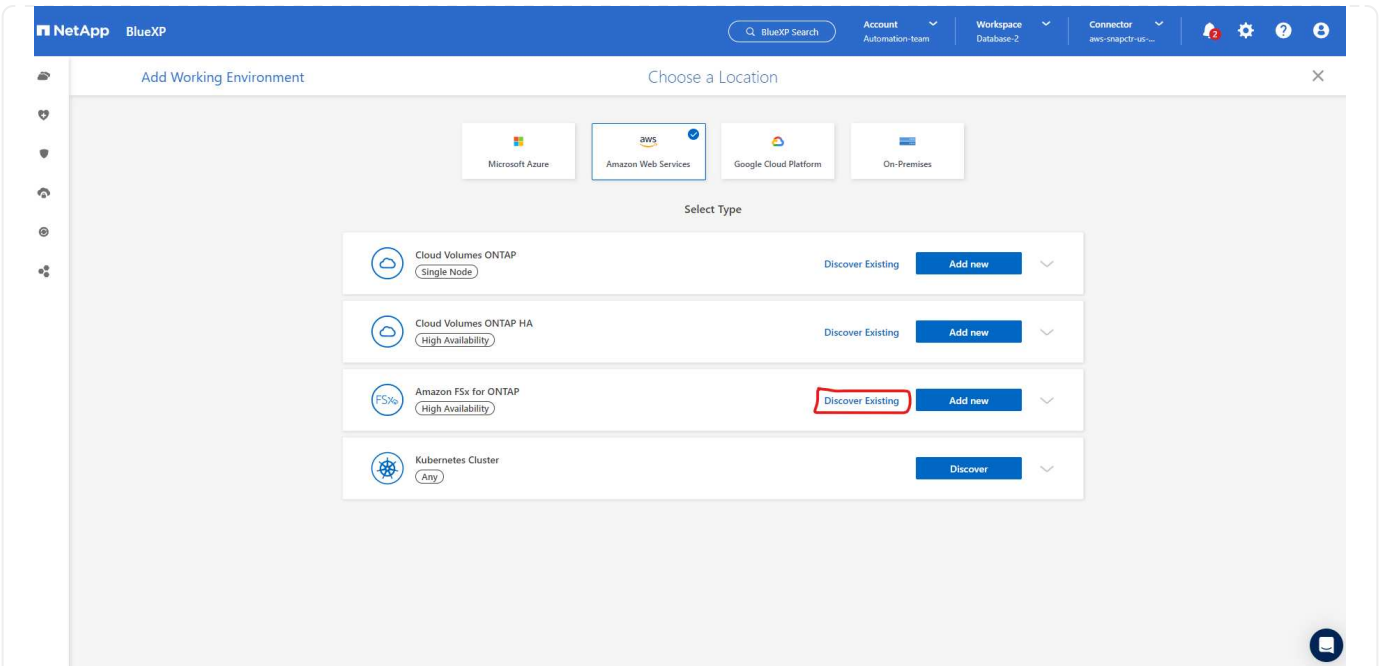 NetApp BlueXP
BlueXP Search
Account
Automation-team
Workspace
Database-2
Connector
aws-snapctr-us-...
2
Add Working Environment
Choose a Location
Microsoft Azure
aws
Amazon Web Services
Google Cloud Platform
On-Premises
Select Type
Cloud Volumes ONTAP
Single Node
Discover Existing
Add new
Cloud Volumes ONTAP HA
High Availability
Discover Existing
Add new
FSx
Amazon FSx for ONTAP
High Availability
Discover Existing
Add new
Kubernetes Cluster
Any
Discover